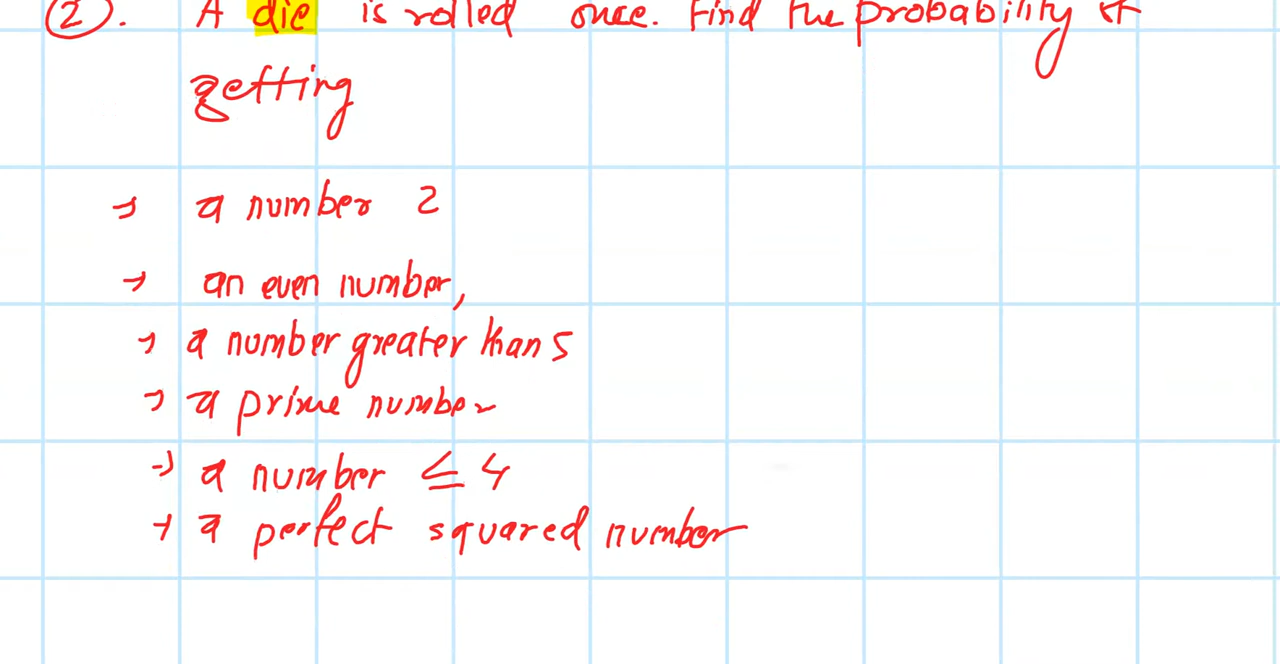 (2). A die is rolled once. Find the probability of
getting
→ a number 2
→ an even number,
→ a number greater than 5
→ a prime number
→ a number ≤ 4
→ a perfect squared number